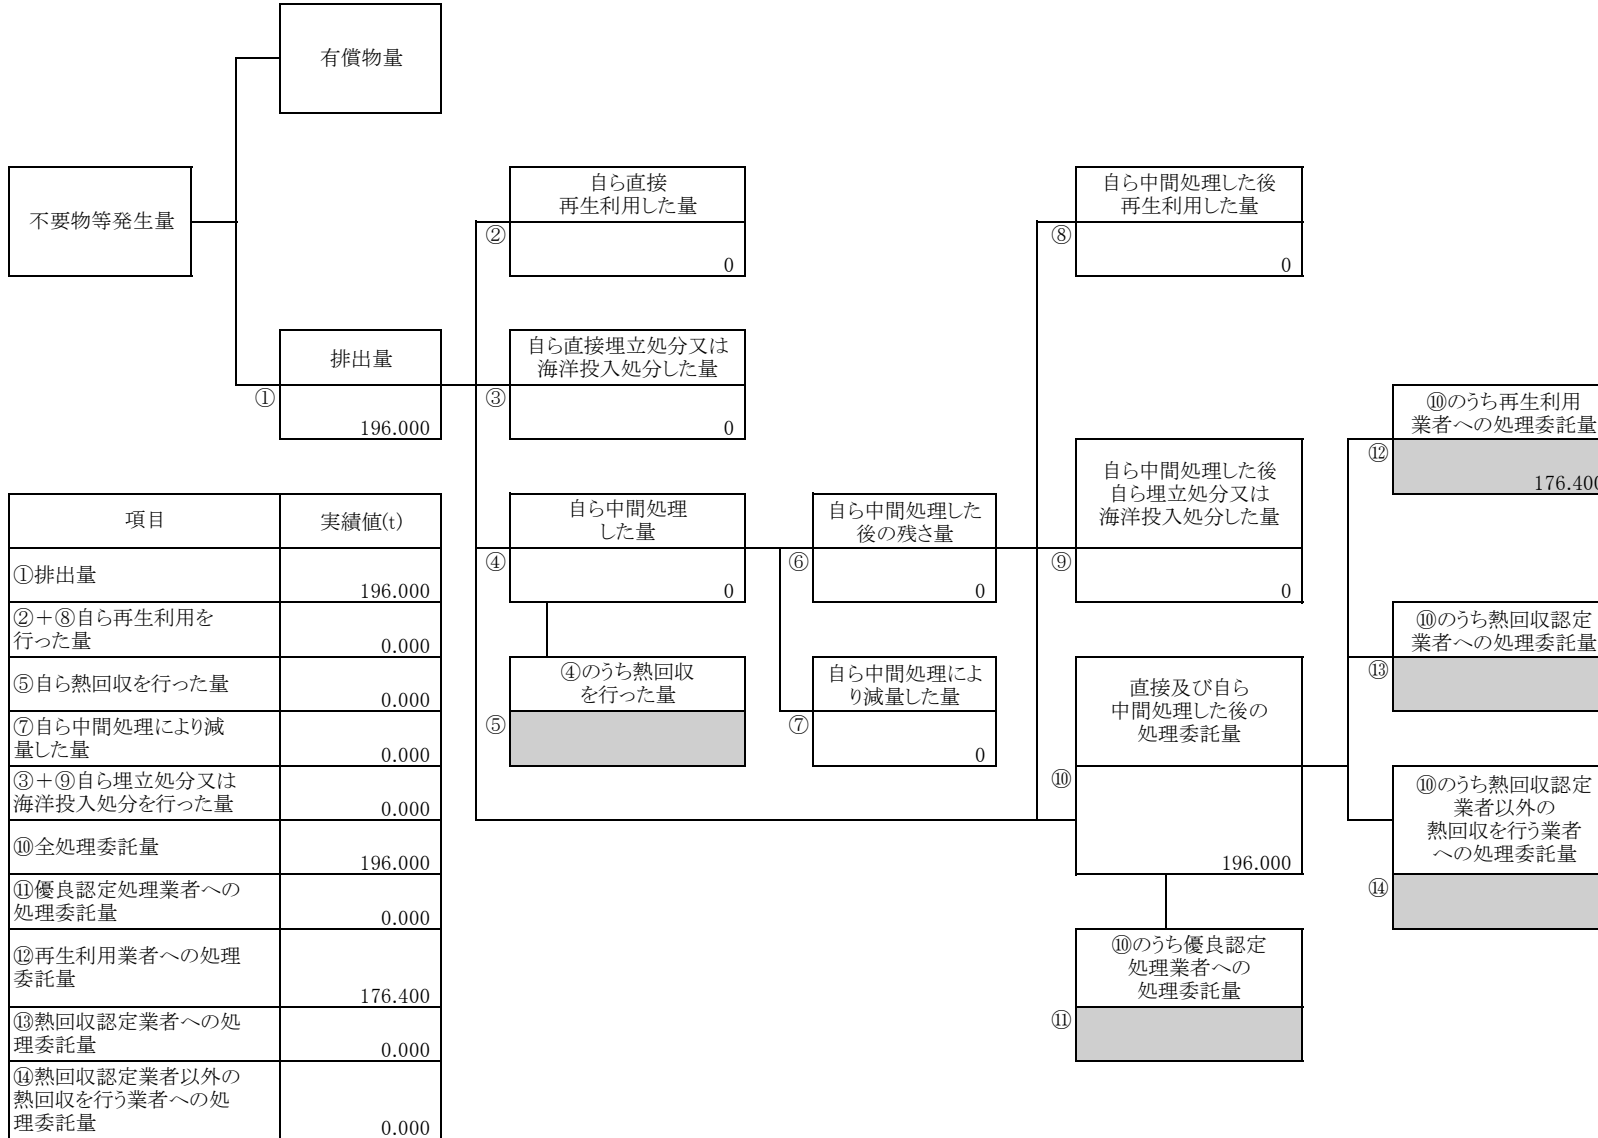 有償物量
不要物等発生量
排出量
①
196.000
自ら直接
再生利用した量
②
0
自ら直接埋立処分又は
海洋投入処分した量
③
0
自ら中間処理
した量
④
0
④のうち熱回収
を行った量
⑤
自ら中間処理した
後の残さ量
⑥
0
自ら中間処理によ
り減量した量
⑦
0
自ら中間処理した後
再生利用した量
⑧
0
自ら中間処理した後
自ら埋立処分又は
海洋投入処分した量
⑨
0
直接及び自ら
中間処理した後の
処理委託量
⑩
196.000
⑩のうち優良認定
処理業者への
処理委託量
⑪
⑩のうち再生利用
業者への処理委託量
⑫
176.400
⑩のうち熱回収認定
業者への処理委託量
⑬
⑩のうち熱回収認定
業者以外の
熱回収を行う業者
への処理委託量
⑭
項目 実績値(t)
①排出量
196.000
②+⑧自ら再生利用を
行った量
0.000
⑤自ら熱回収を行った量
0.000
⑦自ら中間処理により減
量した量
0.000
③+⑨自ら埋立処分又は
海洋投入処分を行った量
0.000
⑩全処理委託量
196.000
⑪優良認定処理業者への
処理委託量
0.000
⑫再生利用業者への処理
委託量
176.400
⑬熱回収認定業者への処
理委託量
0.000
⑭熱回収認定業者以外の
熱回収を行う業者への処
理委託量
0.000